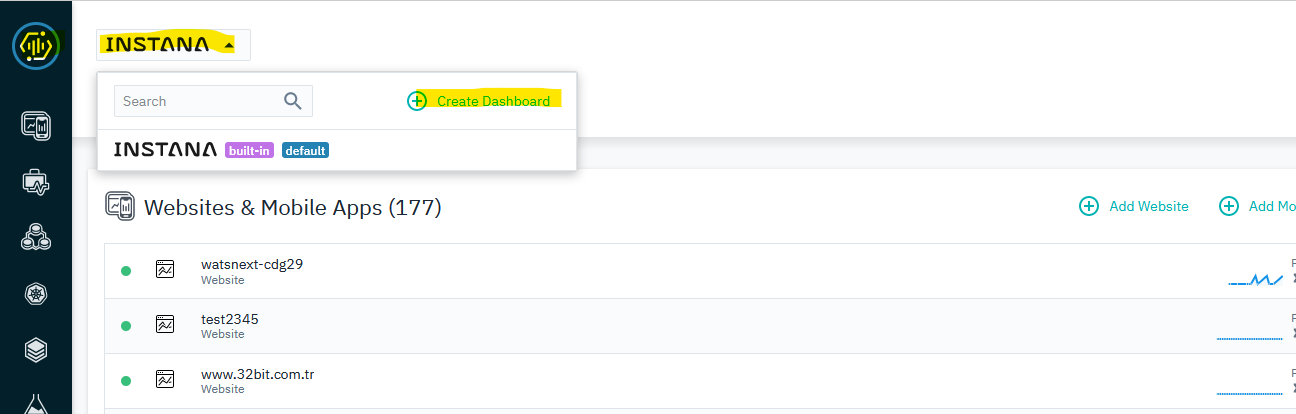 INSTANA
Search
Create Dashboard
INSTANA built-in default
Websites & Mobile Apps (177)
Add Website
Add Mo
watsnext-cdg29
Website
test2345
Website
www.32bit.com.tr
Website